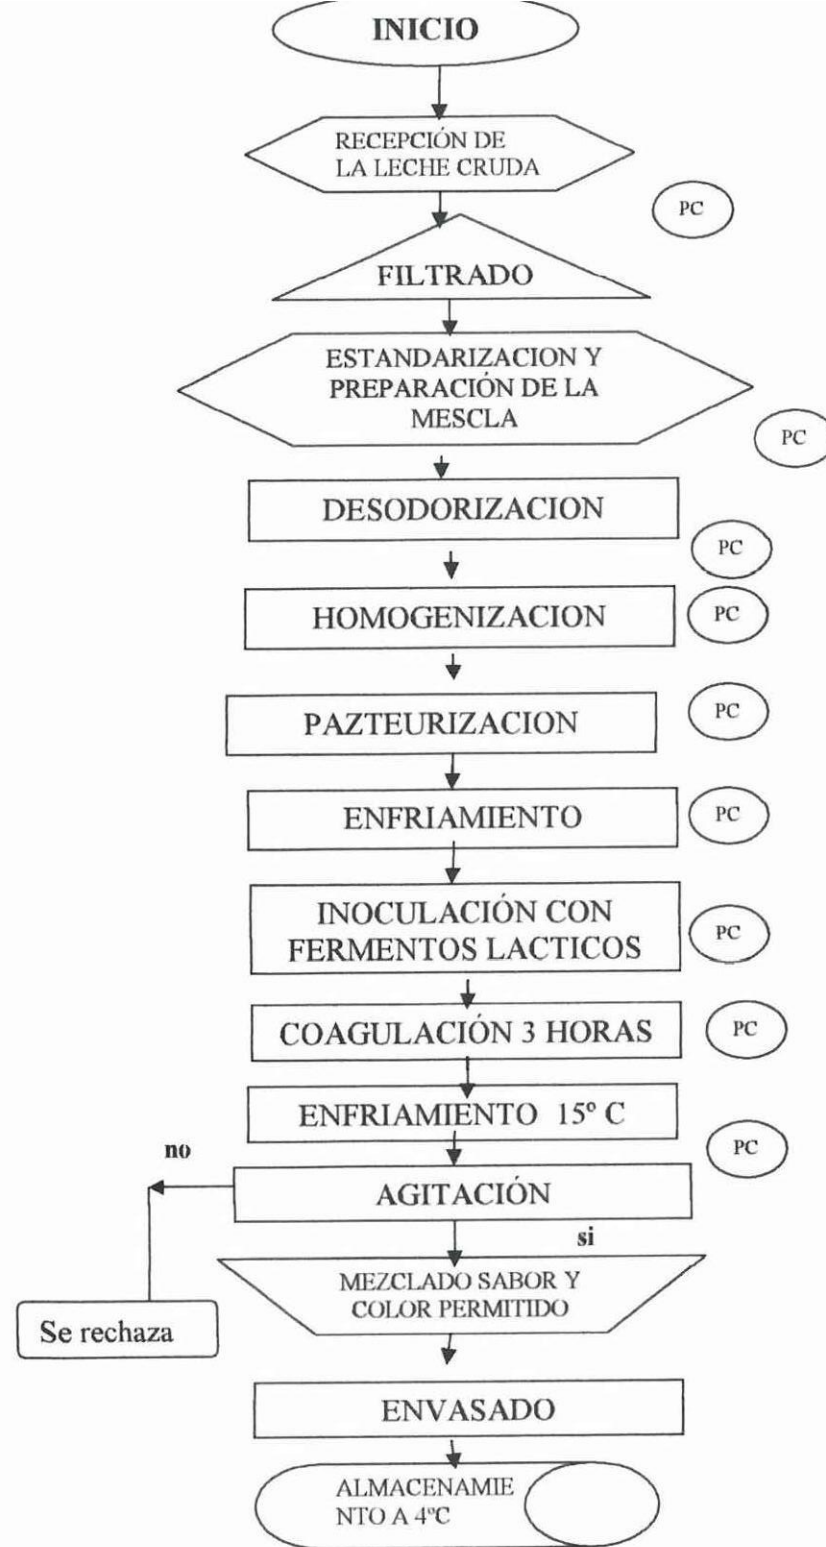 INICIO
RECEPCIÓN DE
LA LECHE CRUDA
PC
FILTRADO
ESTANDARIZACION Y
PREPARACIÓN DE LA
MESCLA
PC
DESODORIZACION
PC
HOMOGENIZACION
PC
PAZTEURIZACION
PC
ENFRIAMIENTO
PC
INOCULACIÓN CON
FERMENTOS LACTICOS
PC
COAGULACIÓN 3 HORAS
PC
ENFRIAMIENTO 15º C
PC
no
AGITACIÓN
si
MEZCLADO SABOR Y
COLOR PERMITIDO
Se rechaza
ENVASADO
ALMACENAMIE
NTO A 4ºC